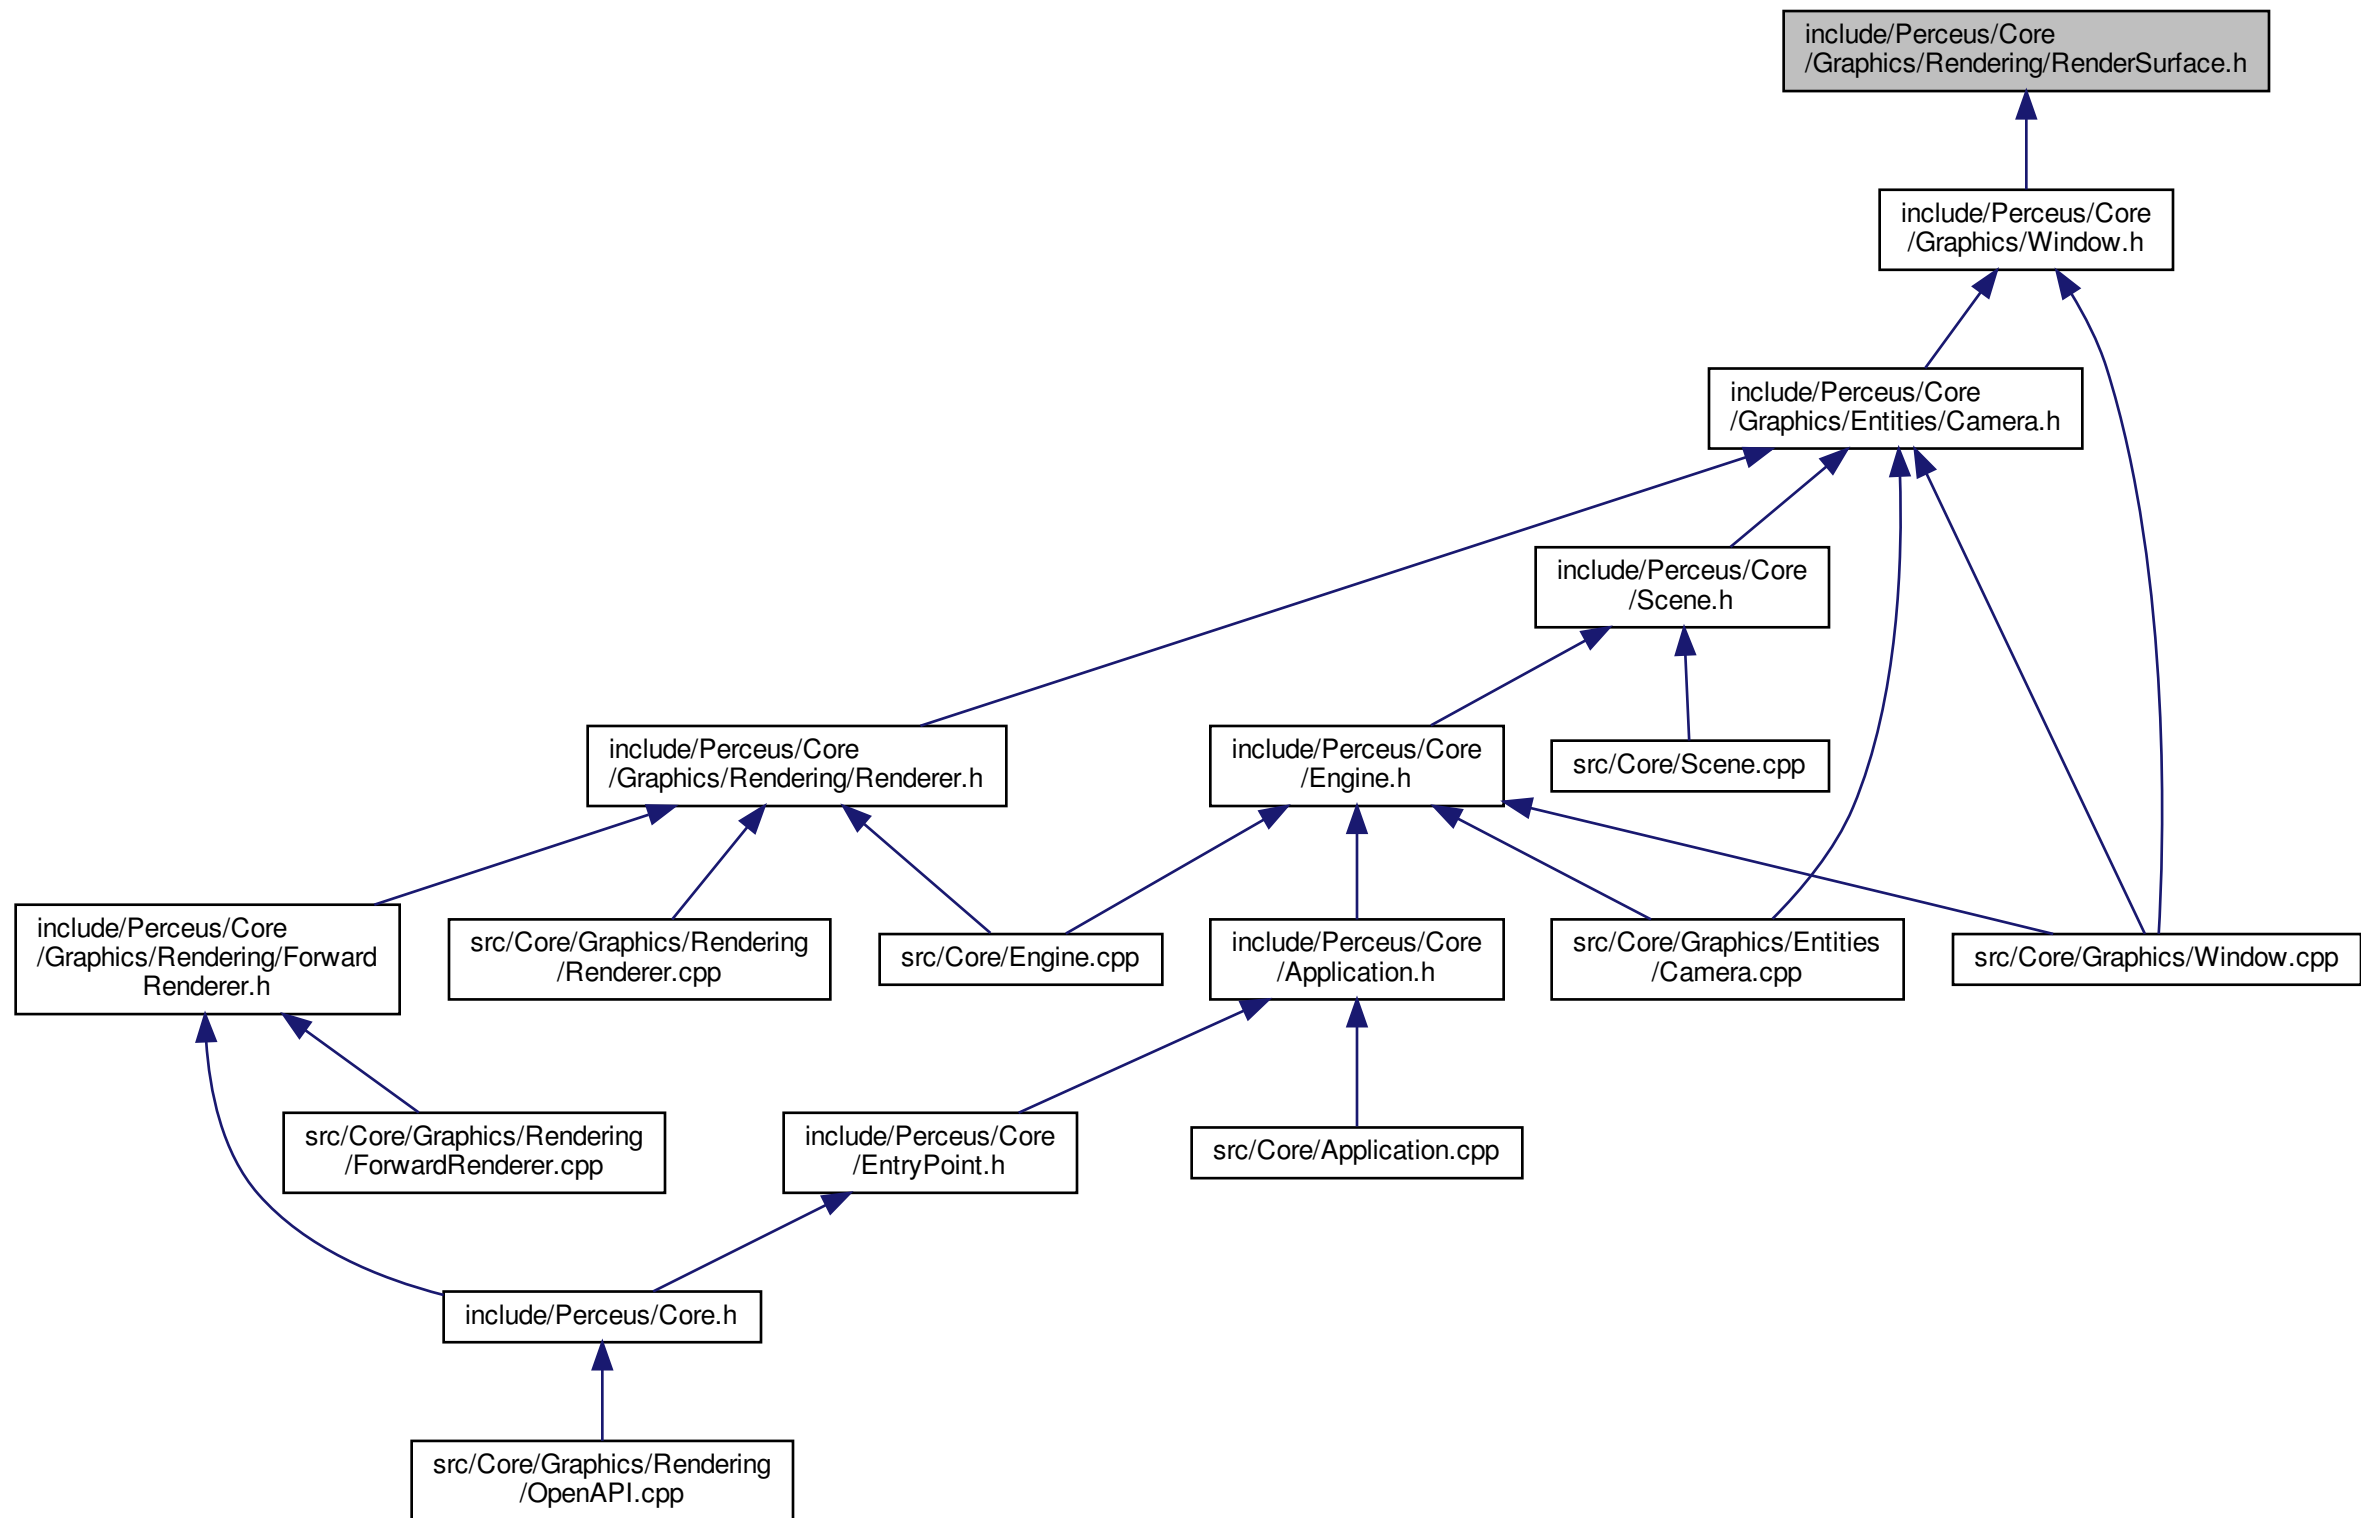 include/Perceus/Core
/Graphics/Rendering/RenderSurface.h
include/Perceus/Core
/Graphics/Window.h
include/Perceus/Core
/Graphics/Entities/Camera.h
include/Perceus/Core
/Scene.h
include/Perceus/Core
/Graphics/Rendering/Renderer.h
include/Perceus/Core
/Engine.h
src/Core/Scene.cpp
include/Perceus/Core
/Graphics/Rendering/Forward
Renderer.h
src/Core/Graphics/Rendering
/Renderer.cpp
src/Core/Engine.cpp
include/Perceus/Core
/Application.h
src/Core/Graphics/Entities
/Camera.cpp
src/Core/Graphics/Window.cpp
src/Core/Graphics/Rendering
/ForwardRenderer.cpp
include/Perceus/Core
/EntryPoint.h
src/Core/Application.cpp
include/Perceus/Core.h
src/Core/Graphics/Rendering
/OpenAPI.cpp